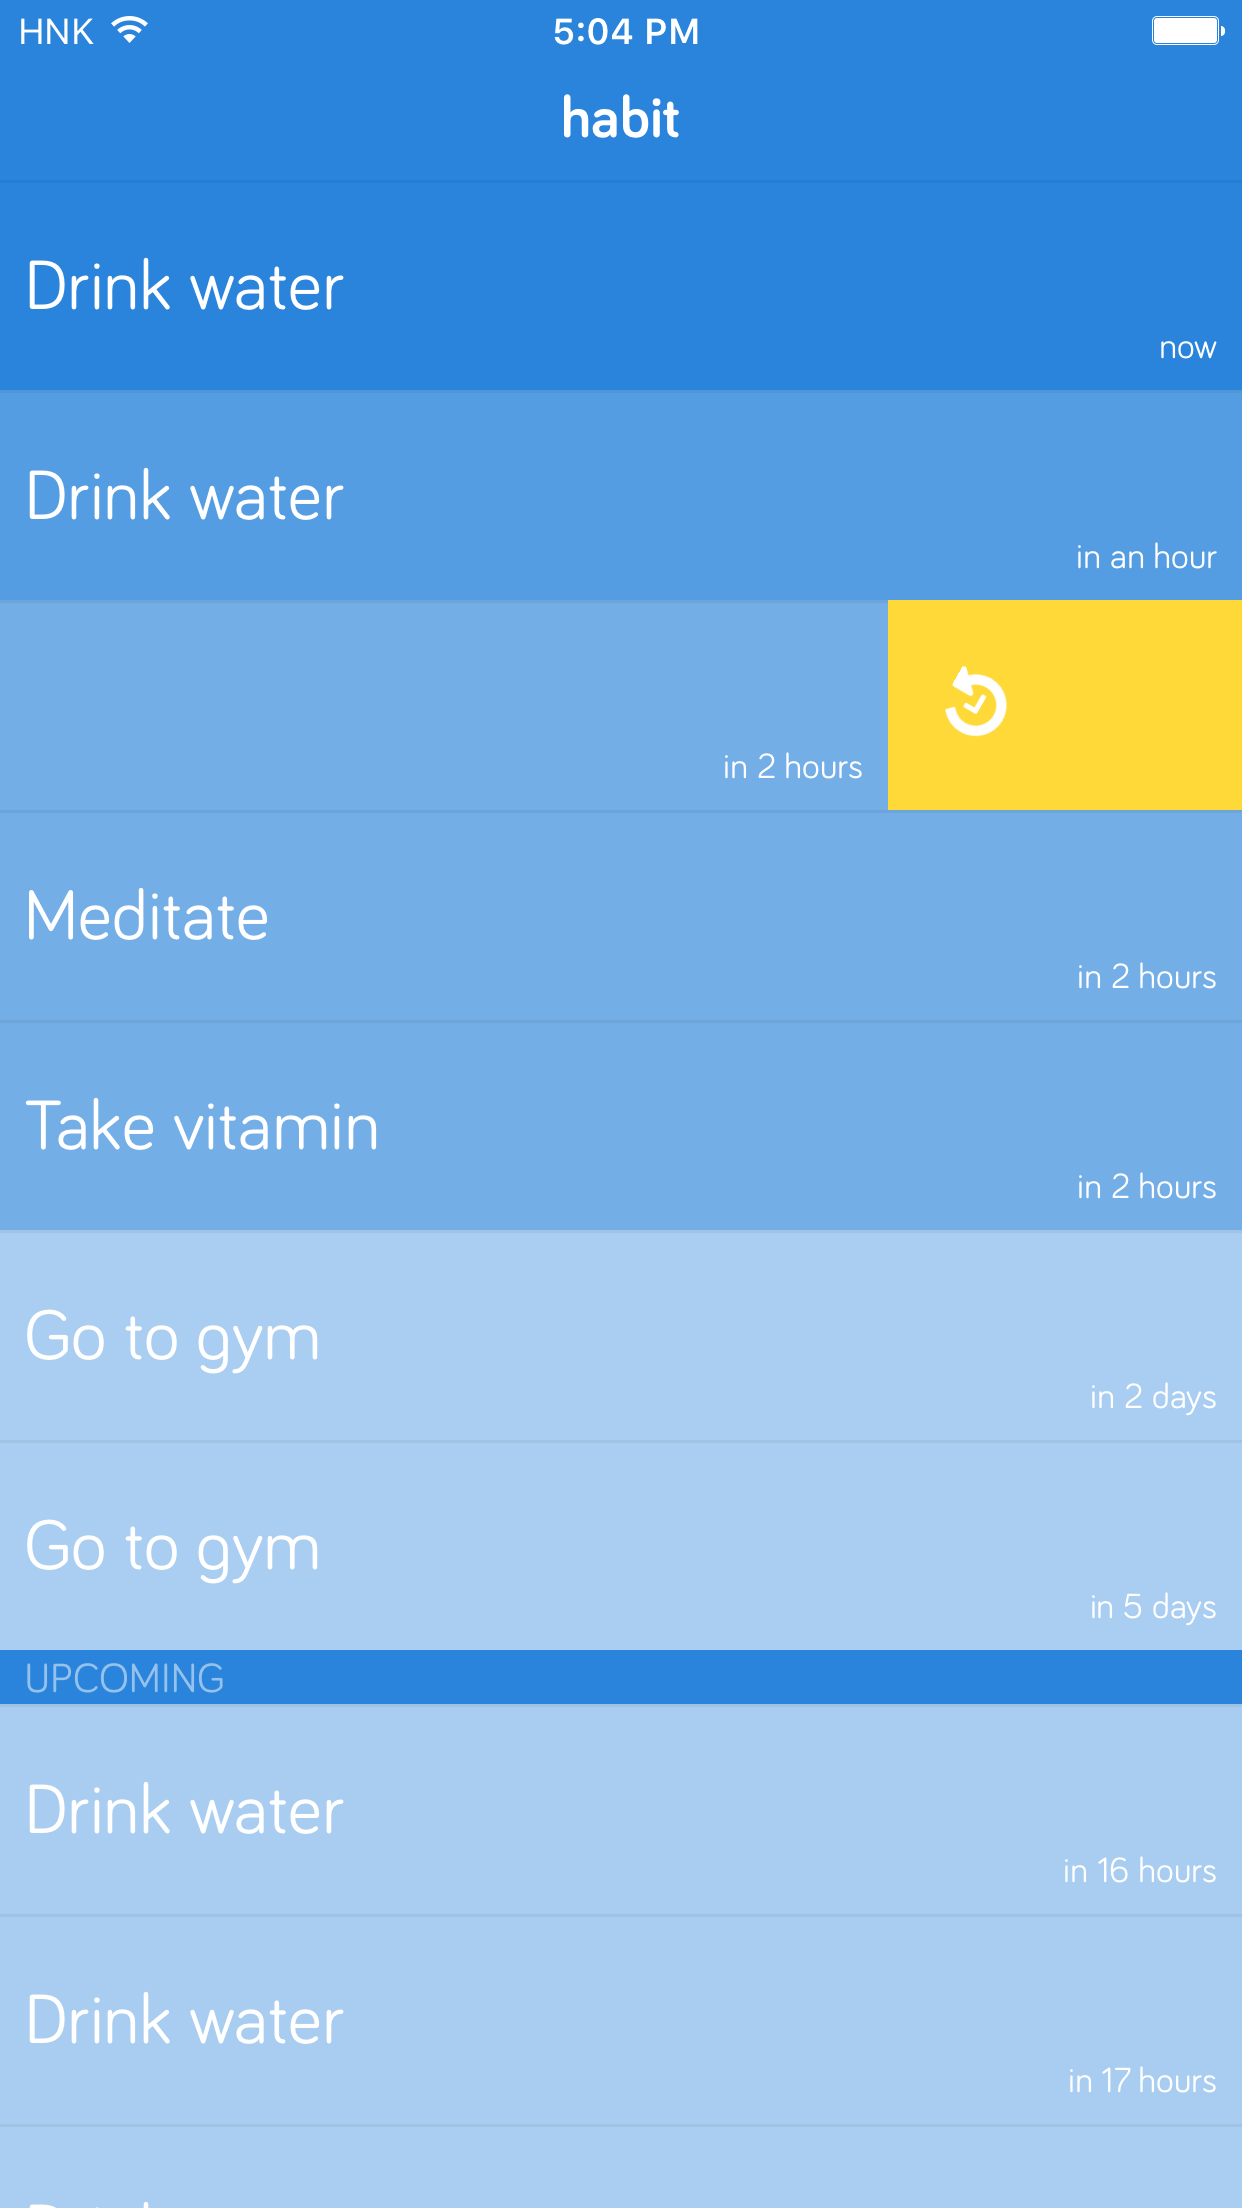 HNK
5:04 PM
habit
Drink water
now
Drink water
in an hour
in 2 hours
Meditate
in 2 hours
Take vitamin
in 2 hours
Go to gym
in 2 days
Go to gym
in 5 days
UPCOMING
Drink water
in 16 hours
Drink water
in 17 hours